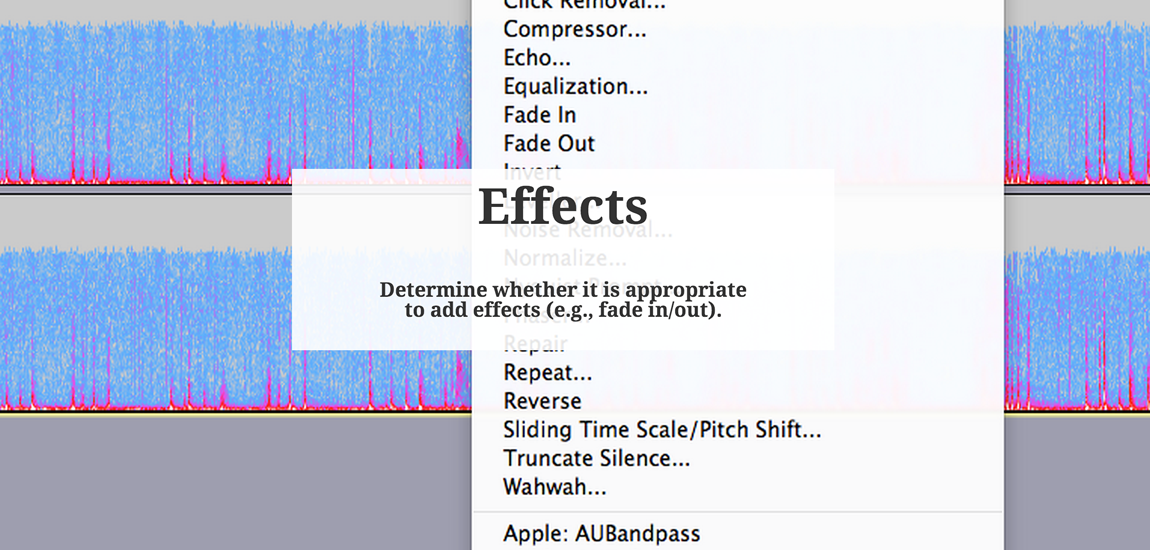 Click Removal...
Compressor...
Echo...
Equalization...
Fade In
Fade Out
Invert
Effects
Noise Removal...
Normalize...
Determine whether it is appropriate
to add effects (e.g., fade in/out).
Repair
Repeat...
Reverse
Sliding Time Scale/Pitch Shift...
Truncate Silence...
Wahwah...
Apple: AUBandpass